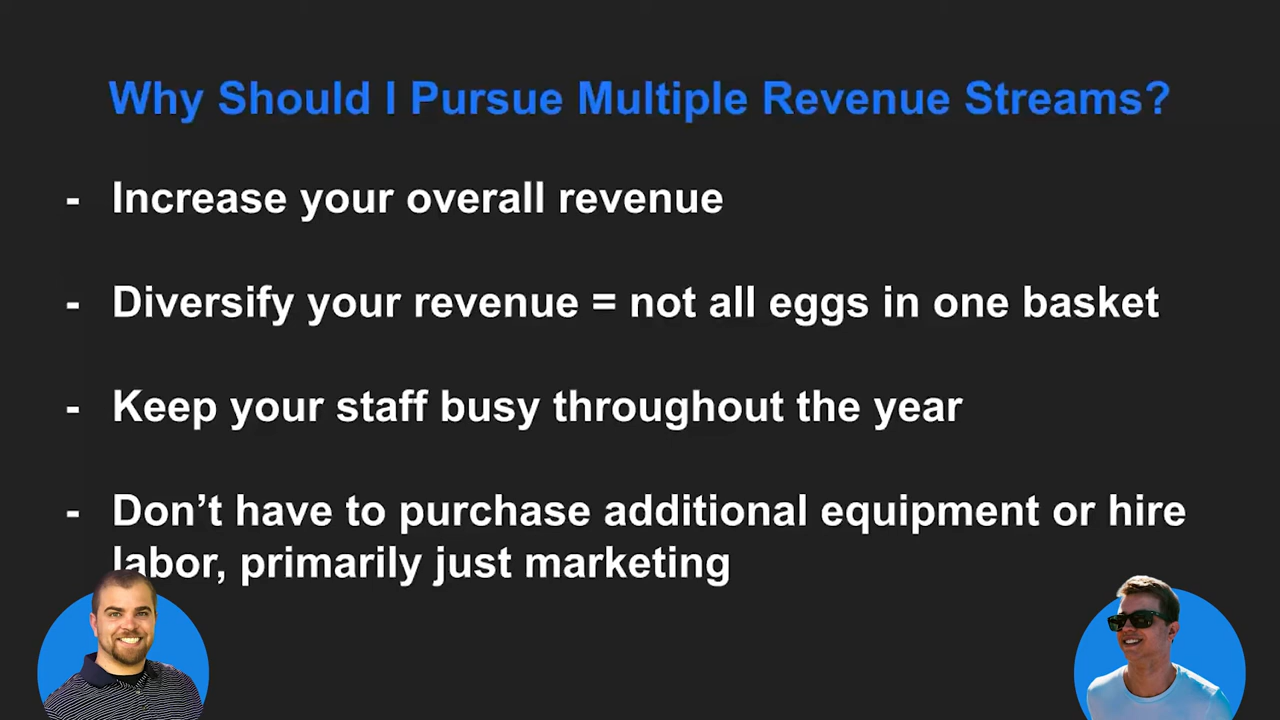 Why Should I Pursue Multiple Revenue Streams?
- Increase your overall revenue
- Diversify your revenue = not all eggs in one basket
- Keep your staff busy throughout the year
- Don’t have to purchase additional equipment or hire
labor, primarily just marketing